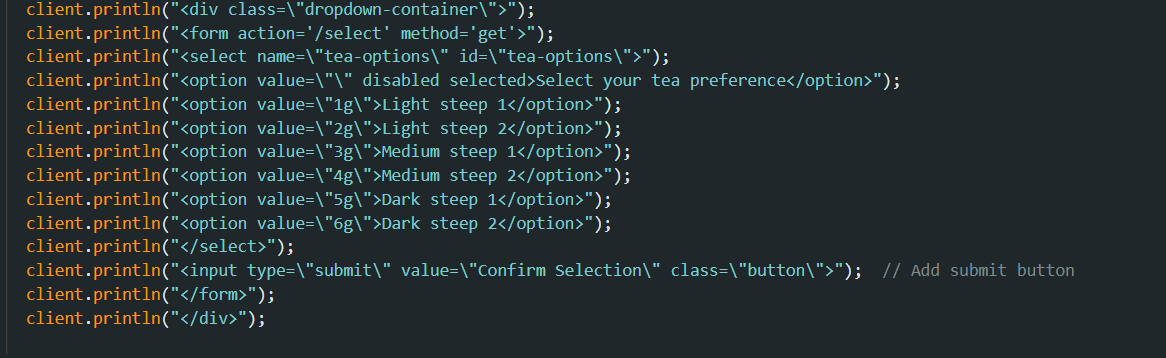 client.println("<div class=\"dropdown-container\">");
client.println("<form action='/select' method='get'>");
client.println("<select name=\"tea-options\" id=\"tea-options\">");
client.println("<option value=\"\" disabled selected>Select your tea preference</option>");
client.println("<option value=\"1g\">Light steep 1</option>");
client.println("<option value=\"2g\">Light steep 2</option>");
client.println("<option value=\"3g\">Medium steep 1</option>");
client.println("<option value=\"4g\">Medium steep 2</option>");
client.println("<option value=\"5g\">Dark steep 1</option>");
client.println("<option value=\"6g\">Dark steep 2</option>");
client.println("</select>");
client.println("<input type=\"submit\" value=\"Confirm Selection\" class=\"button\">");  // Add submit button
client.println("</form>");
client.println("</div>");